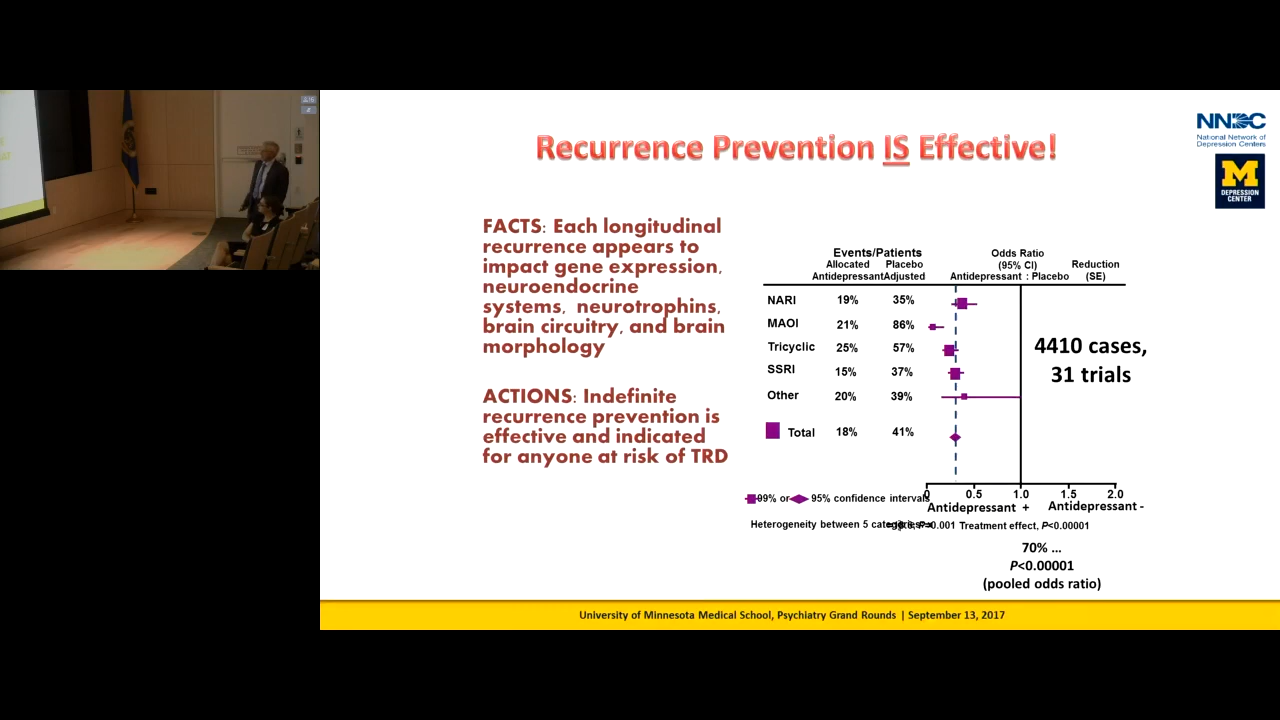 Recurrence Prevention IS Effective!
NNDC
National Network of
Depression Centers
M
DEPRESSION
CENTER
FACTS: Each longitudinal
recurrence appears to
impact gene expression,
neuroendocrine
systems, neurotrophins,
brain circuitry, and brain
morphology
ACTIONS: Indefinite
recurrence prevention is
effective and indicated
for anyone at risk of TRD
Events/Patients
Allocated Placebo
Antidepressant Adjusted
Odds Ratio
(95% CI)
Antidepressant : Placebo
Reduction
(SE)
NARI 19% 35%
MAOI 21% 86%
Tricyclic 25% 57%
SSRI 15% 37%
Other 20% 39%
Total 18% 41%
4410 cases,
31 trials
0 0.5 1.0 1.5 2.0
Antidepressant + Antidepressant -
99% or 95% confidence intervals
Heterogeneity between 5 P=0.001 Treatment effect, P<0.00001
70% ...
P<0.00001
(pooled odds ratio)
University of Minnesota Medical School, Psychiatry Grand Rounds | September 13, 2017